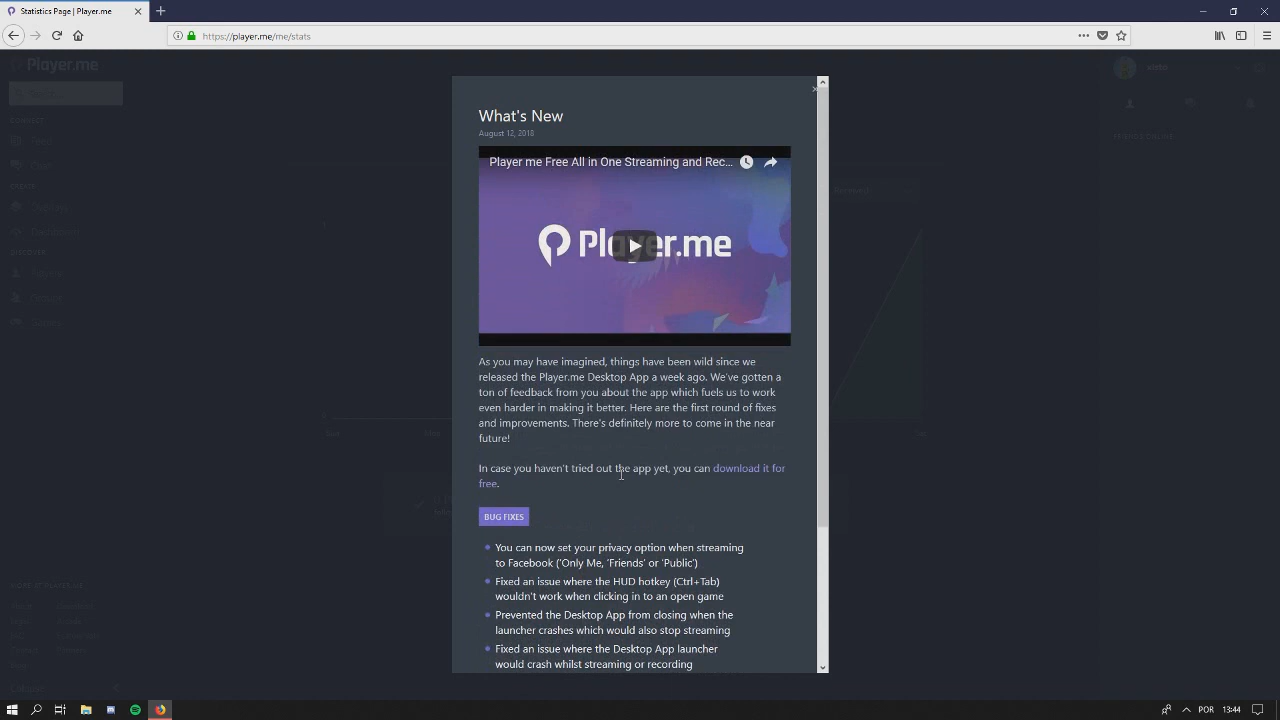 Statistics Page | Player.me
https://player.me/me/stats
Player.me
What's New
August 12, 2018
Player me Free All in One Streaming and Rec...
Player.me
As you may have imagined, things have been wild since we
released the Player.me Desktop App a week ago. We've gotten a
ton of feedback from you about the app which fuels us to work
even harder in making it better. Here are the first round of fixes
and improvements. There's definitely more to come in the near
future!
In case you haven't tried out the app yet, you can download it for
free.
BUG FIXES
You can now set your privacy option when streaming
to Facebook ('Only Me, 'Friends' or 'Public')
Fixed an issue where the HUD hotkey (Ctrl+Tab)
wouldn't work when clicking in to an open game
Prevented the Desktop App from closing when the
launcher crashes which would also stop streaming
Fixed an issue where the Desktop App launcher
would crash whilst streaming or recording
POR
13:44